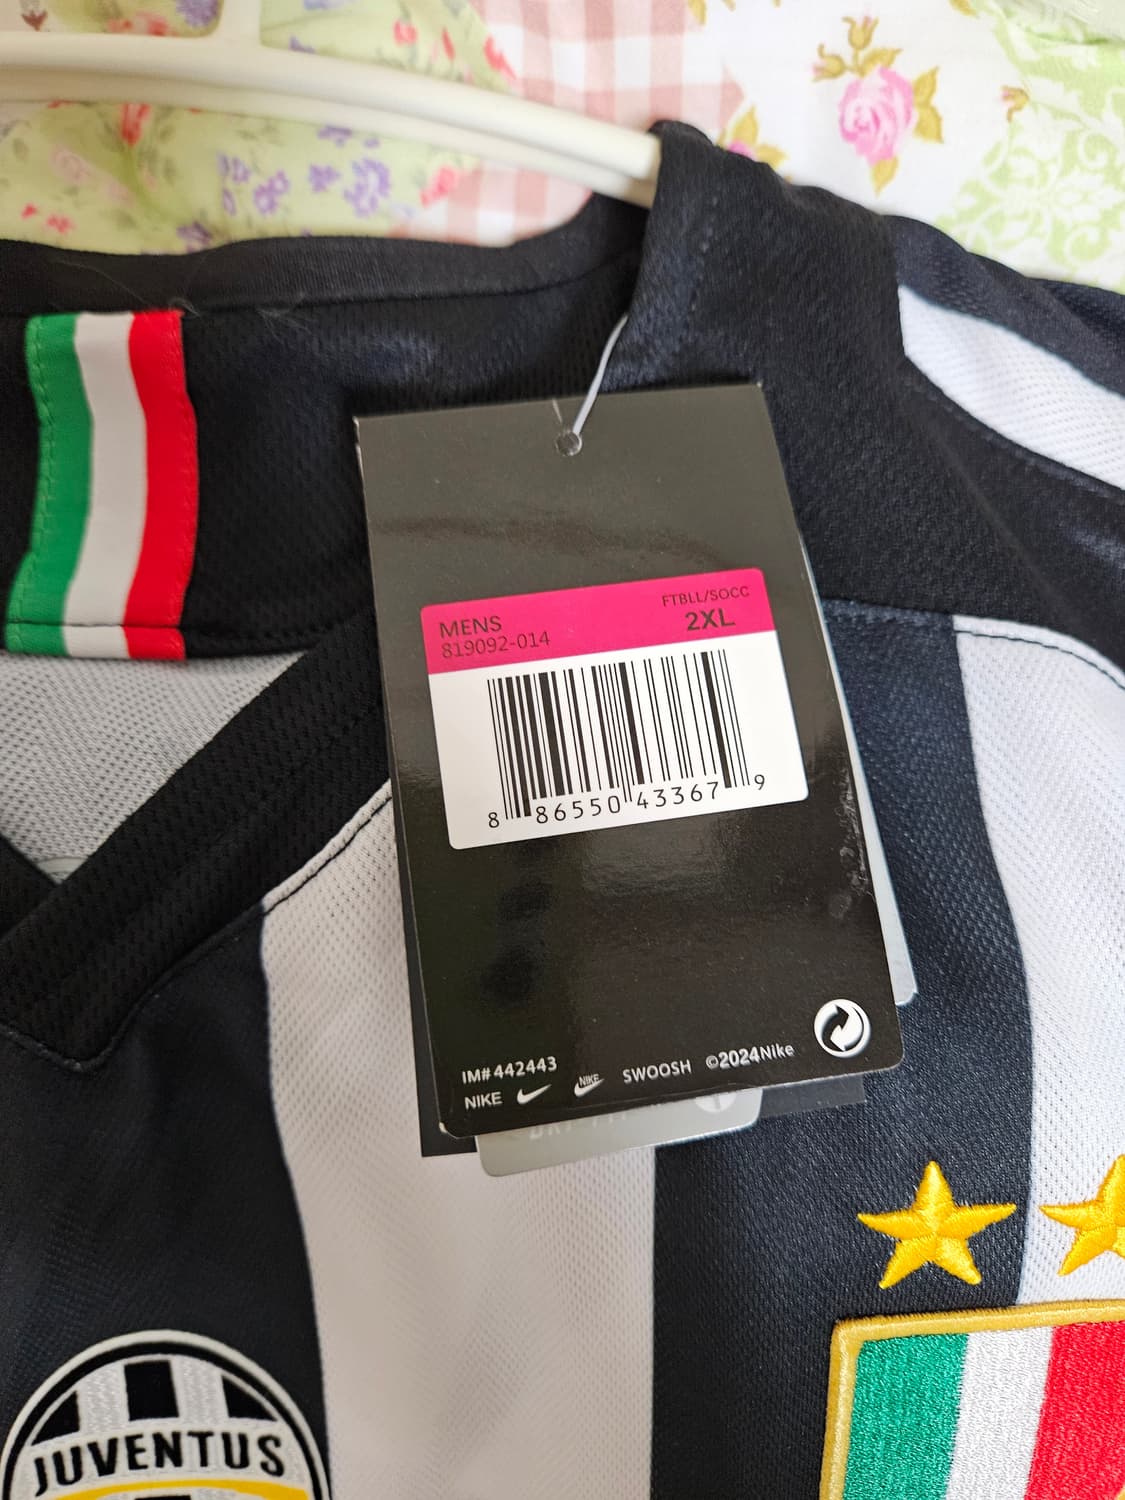 MENS
819092-014
FTBLL/SOCC
2XL
8 86550 43367 9
IM# 442443
NIKE NIKE SWOOSH ©2024Nike
JUVENTUS